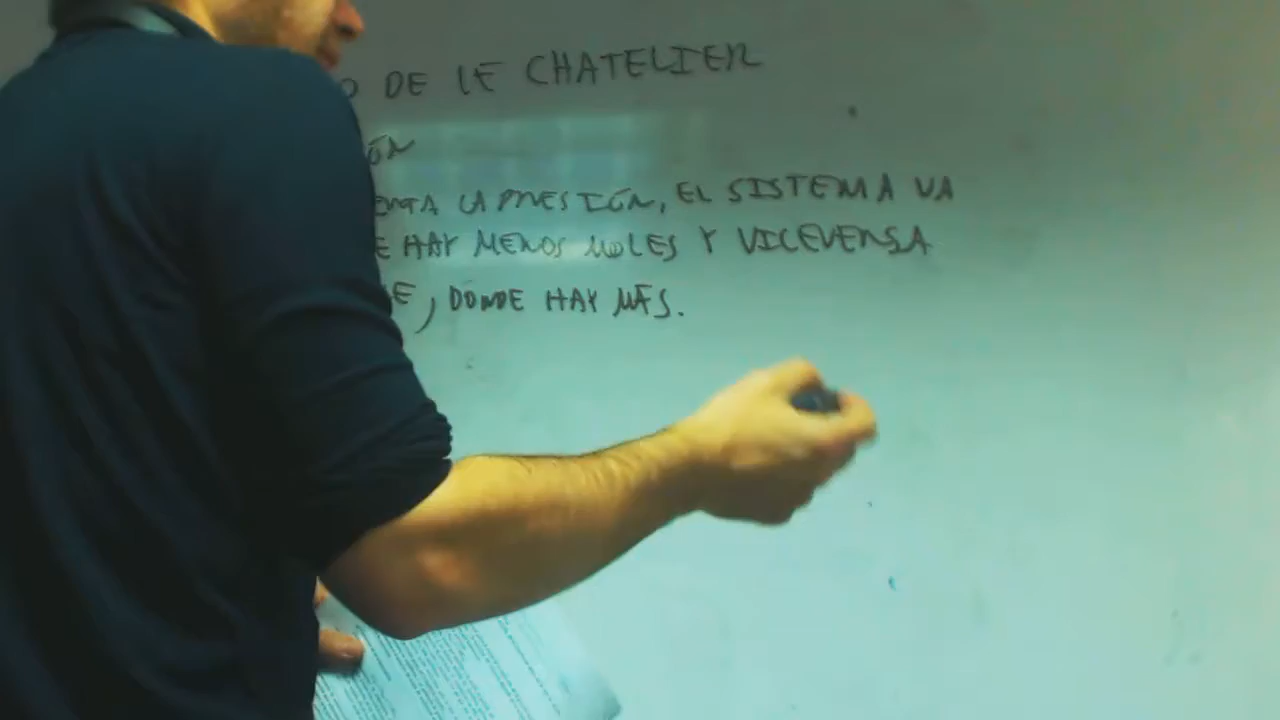 O DE LE CHATELIER
ÓN
ENTA LA PRESIÓN, EL SISTEMA VA
E HAY MENOS MOLES Y VICEVERSA
E, DONDE HAY MÁS.